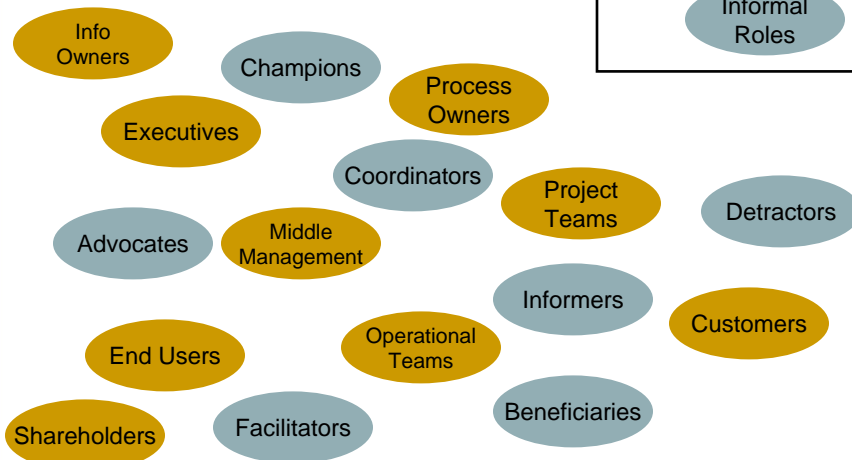 Informal
Roles
Info
Owners
Champions
Process
Owners
Executives
Coordinators
Project
Teams
Detractors
Advocates
Middle
Management
Informers
Customers
Operational
Teams
End Users
Beneficiaries
Facilitators
Shareholders